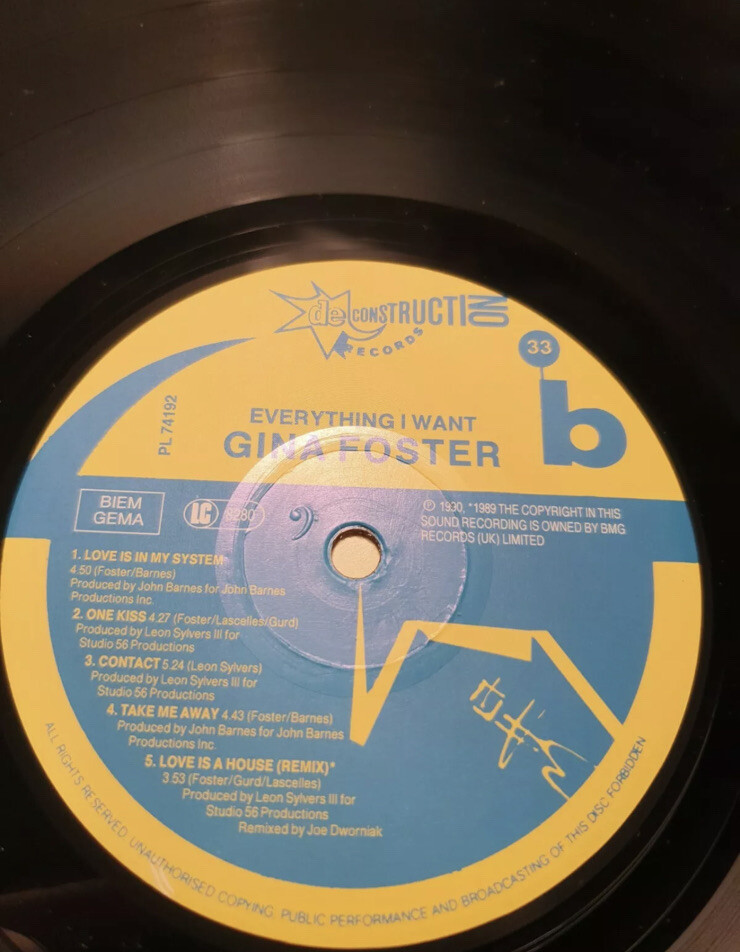 deCONSTRUCTION
RECORDS
33
b
PL 74192
EVERYTHING I WANT
GINA FOSTER
BIEM
GEMA
LC 8280
℗ 1930, *1989 THE COPYRIGHT IN THIS
SOUND RECORDING IS OWNED BY BMG
RECORDS (UK) LIMITED
1. LOVE IS IN MY SYSTEM
4.50 (Foster/Barnes)
Produced by John Barnes for John Barnes
Productions Inc.
2. ONE KISS 4.27 (Foster/Lascelles/Gurd)
Produced by Leon Sylvers III for
Studio 56 Productions
3. CONTACT 5.24 (Leon Sylvers)
Produced by Leon Sylvers III for
Studio 56 Productions
4. TAKE ME AWAY 4.43 (Foster/Barnes)
Produced by John Barnes for John Barnes
Productions Inc.
5. LOVE IS A HOUSE (REMIX)*
3 53 (Foster/Gurd/Lascelles)
Produced by Leon Sylvers III for
Studio 56 Productions
Remixed by Joe Dworniak
ALL RIGHTS RESERVED. UNAUTHORISED COPYING, PUBLIC PERFORMANCE AND BROADCASTING OF THIS DISC FORBIDDEN